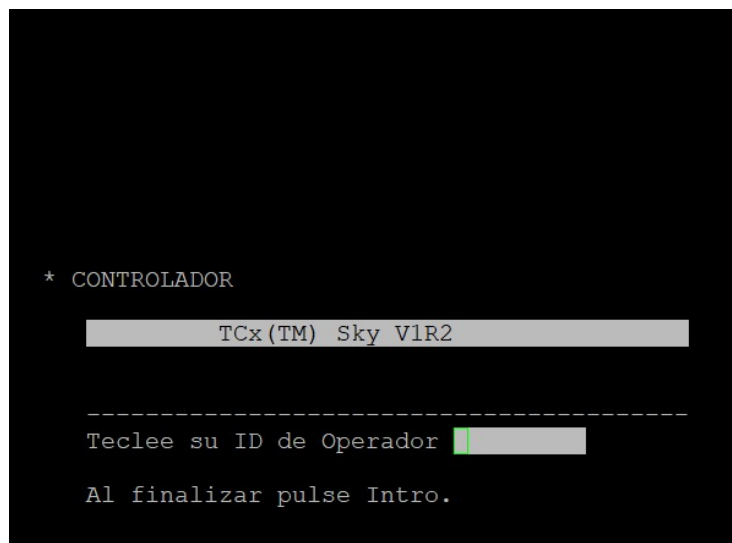 * CONTROLADOR
TCx(TM) Sky V1R2
-----------------------------------------
Teclee su ID de Operador
Al finalizar pulse Intro.